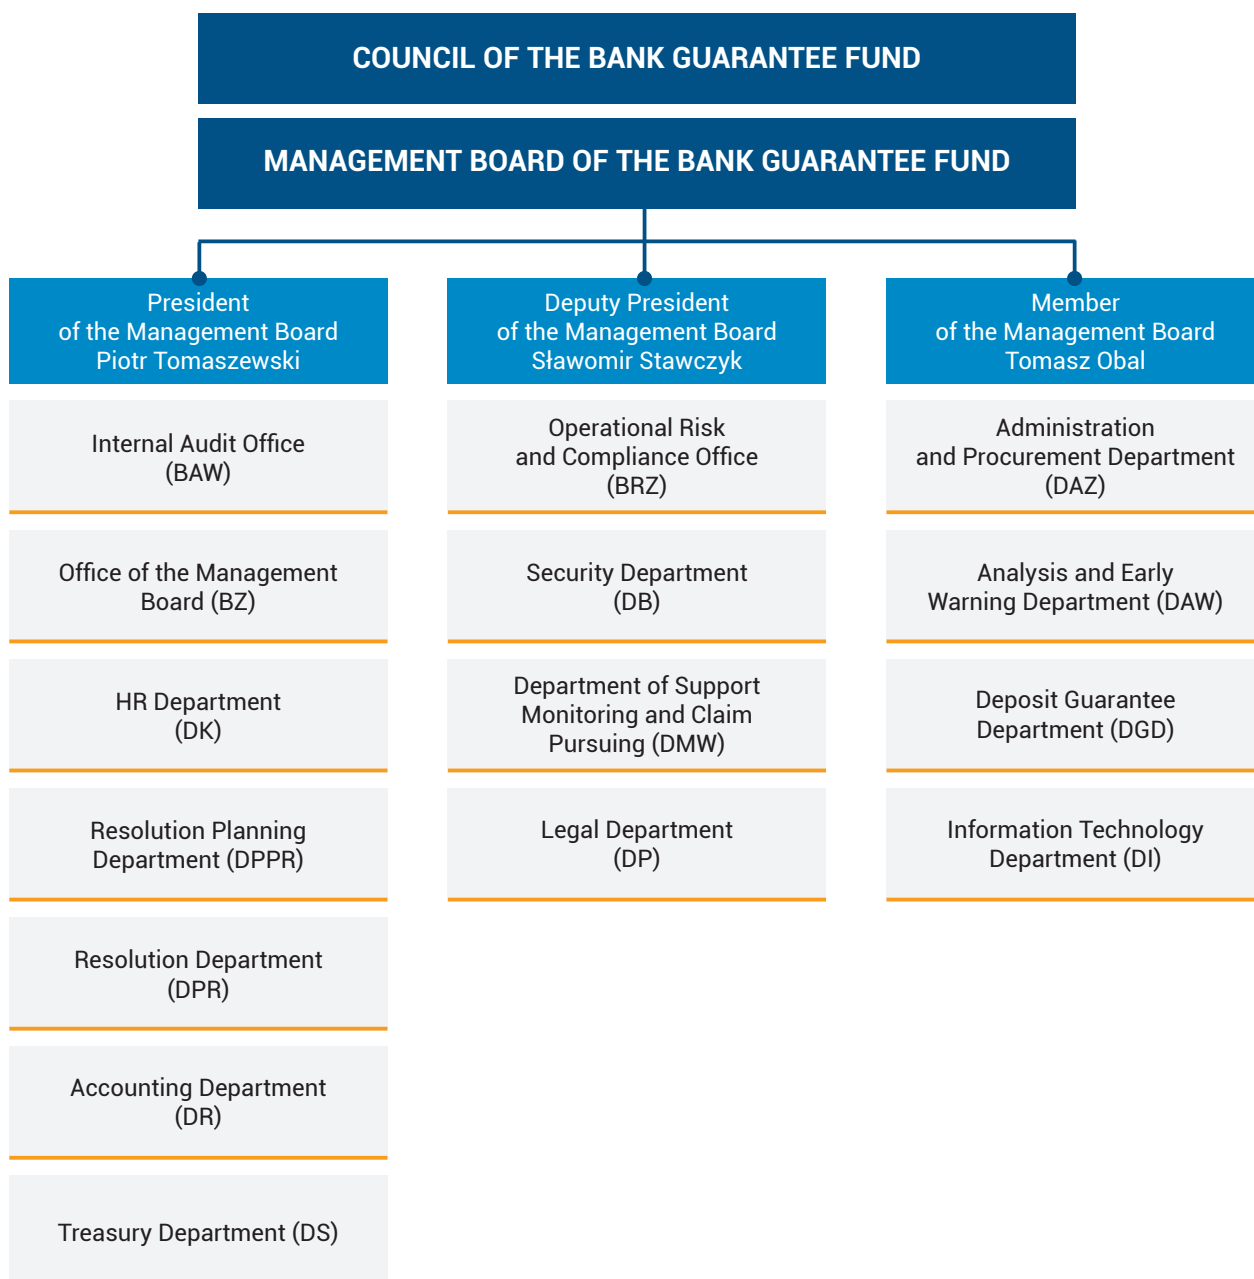 COUNCIL OF THE BANK GUARANTEE FUND
MANAGEMENT BOARD OF THE BANK GUARANTEE FUND
President
of the Management Board
Piotr Tomaszewski
Internal Audit Office
(BAW)
Office of the Management
Board (BZ)
HR Department
(DK)
Resolution Planning
Department (DPPR)
Resolution Department
(DPR)
Accounting Department
(DR)
Treasury Department (DS)
Deputy President
of the Management Board
Sławomir Stawczyk
Operational Risk
and Compliance Office
(BRZ)
Security Department
(DB)
Department of Support
Monitoring and Claim
Pursuing (DMW)
Legal Department
(DP)
Member
of the Management Board
Tomasz Obal
Administration
and Procurement Department
(DAZ)
Analysis and Early
Warning Department (DAW)
Deposit Guarantee
Department (DGD)
Information Technology
Department (DI)